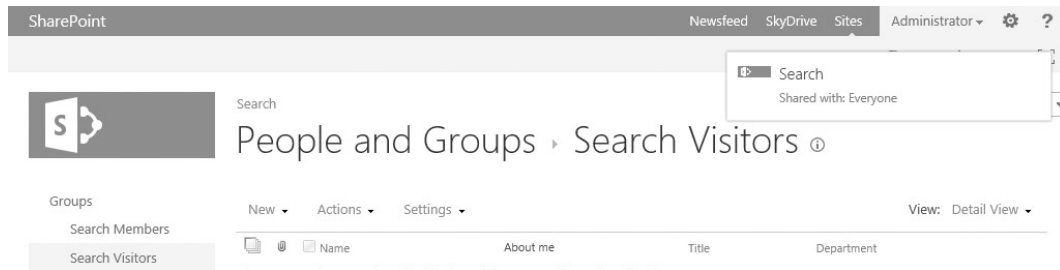 SharePoint Newsfeed SkyDrive Sites Administrator ?
Search
Shared with: Everyone
S
Search
People and Groups Search Visitors
Groups
Search Members
Search Visitors
New Actions Settings View: Detail View
Name About me Title Department